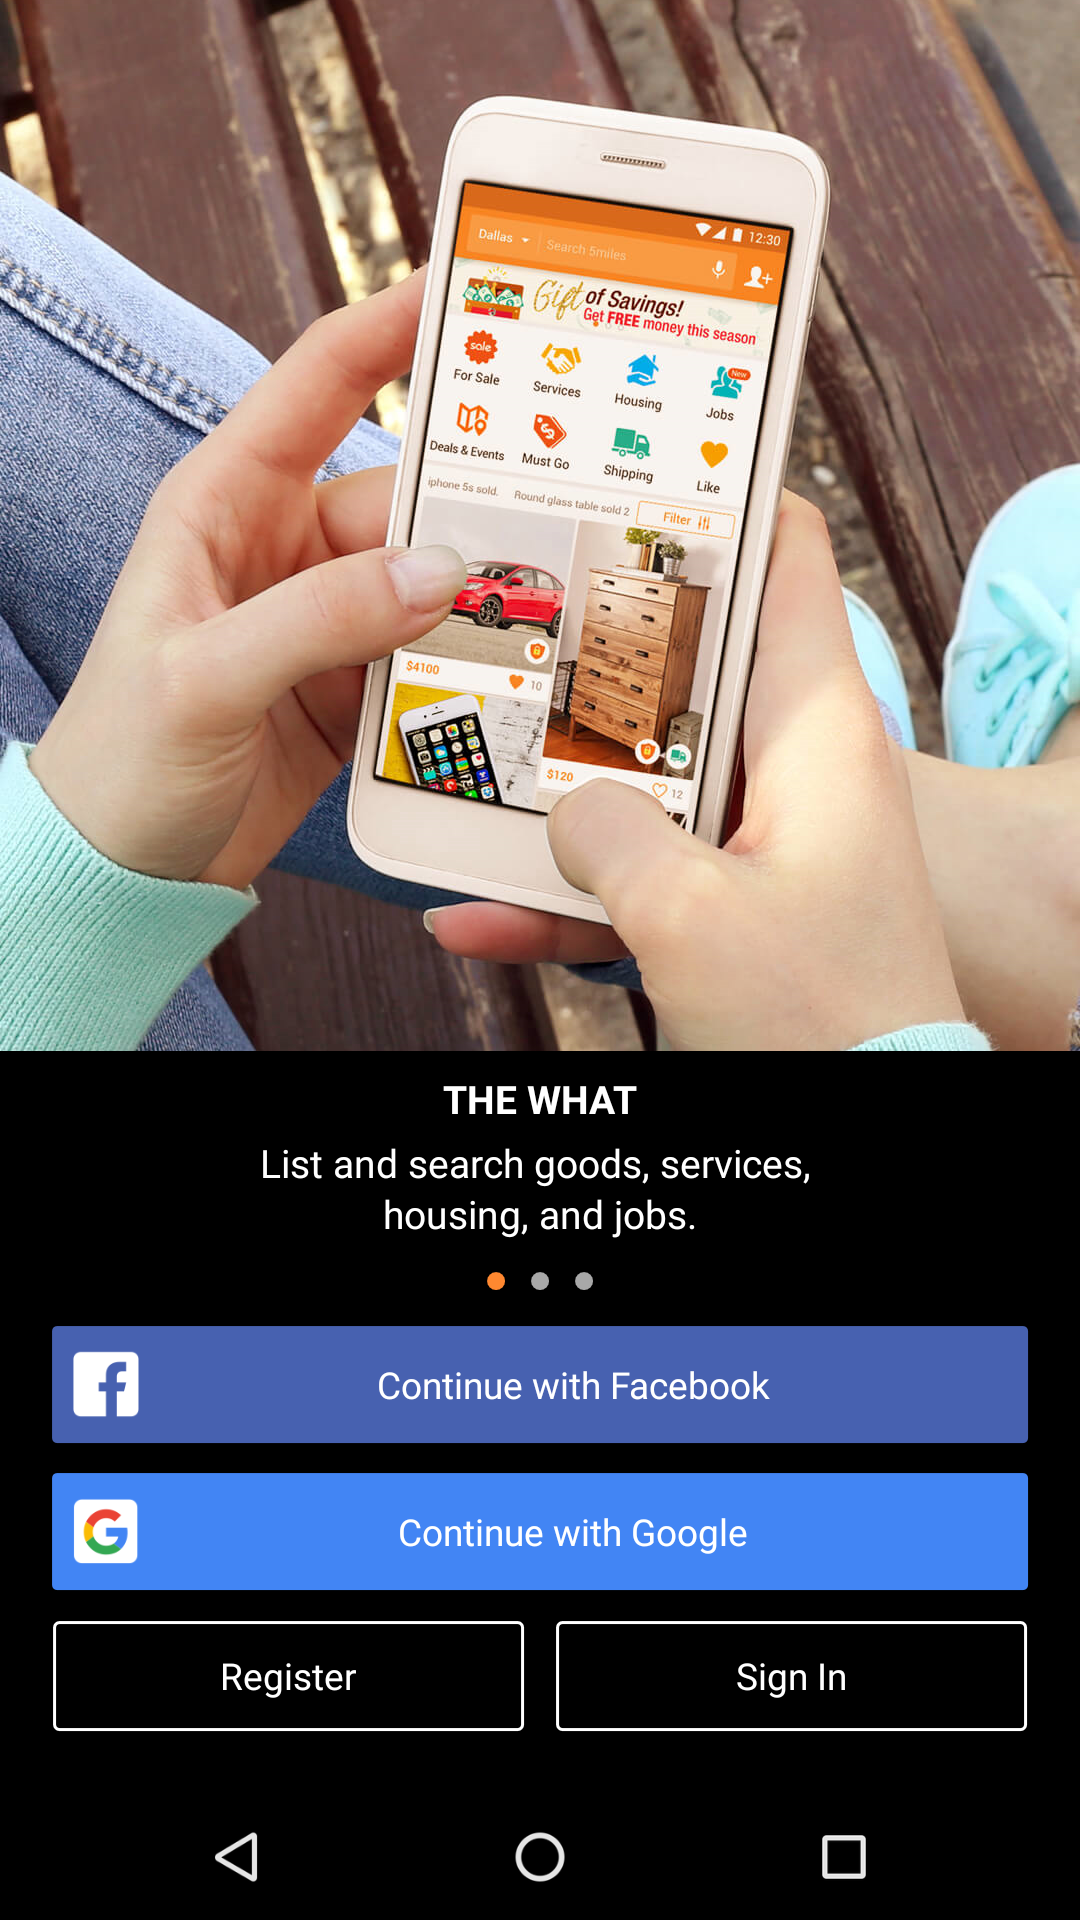 12:30
Dallas Search 5miles
Gift of Savings!
Get FREE money this season
sale
New
For Sale Services Housing Jobs
Deals & Events Must Go Shipping Like
iphone 5s sold. Round glass table sold 2 Filter
$4100 10
$120 12
THE WHAT
List and search goods, services,
housing, and jobs.
Continue with Facebook
G Continue with Google
Register Sign In